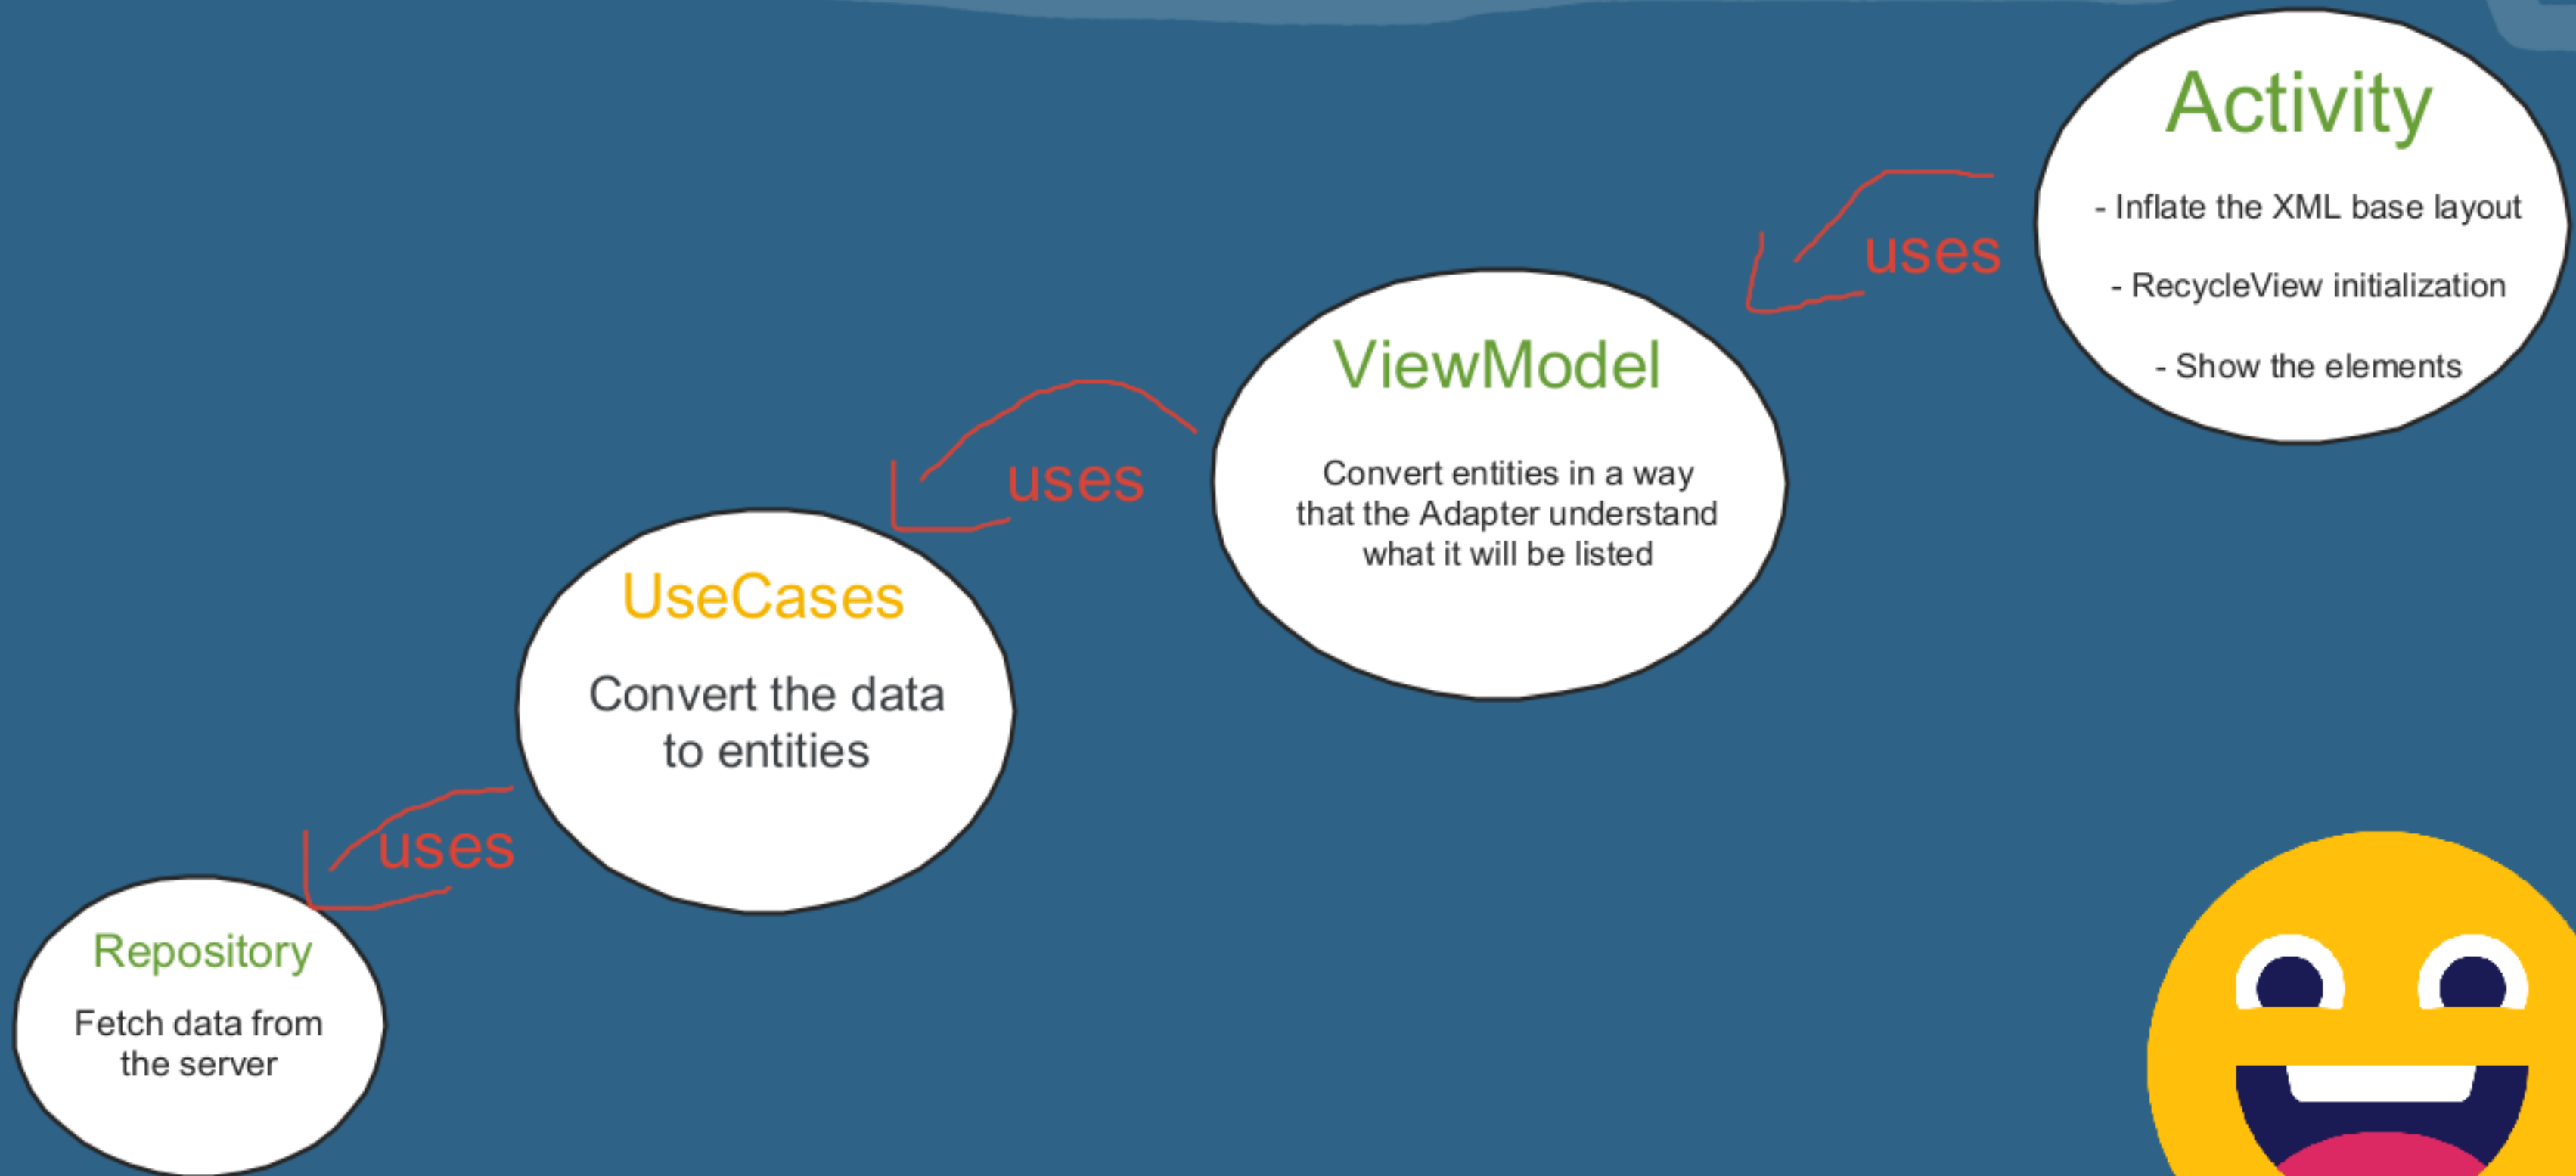 Activity
- Inflate the XML base layout
- RecycleView initialization
- Show the elements
uses
ViewModel
Convert entities in a way
that the Adapter understand
what it will be listed
uses
UseCases
Convert the data
to entities
uses
Repository
Fetch data from
the server